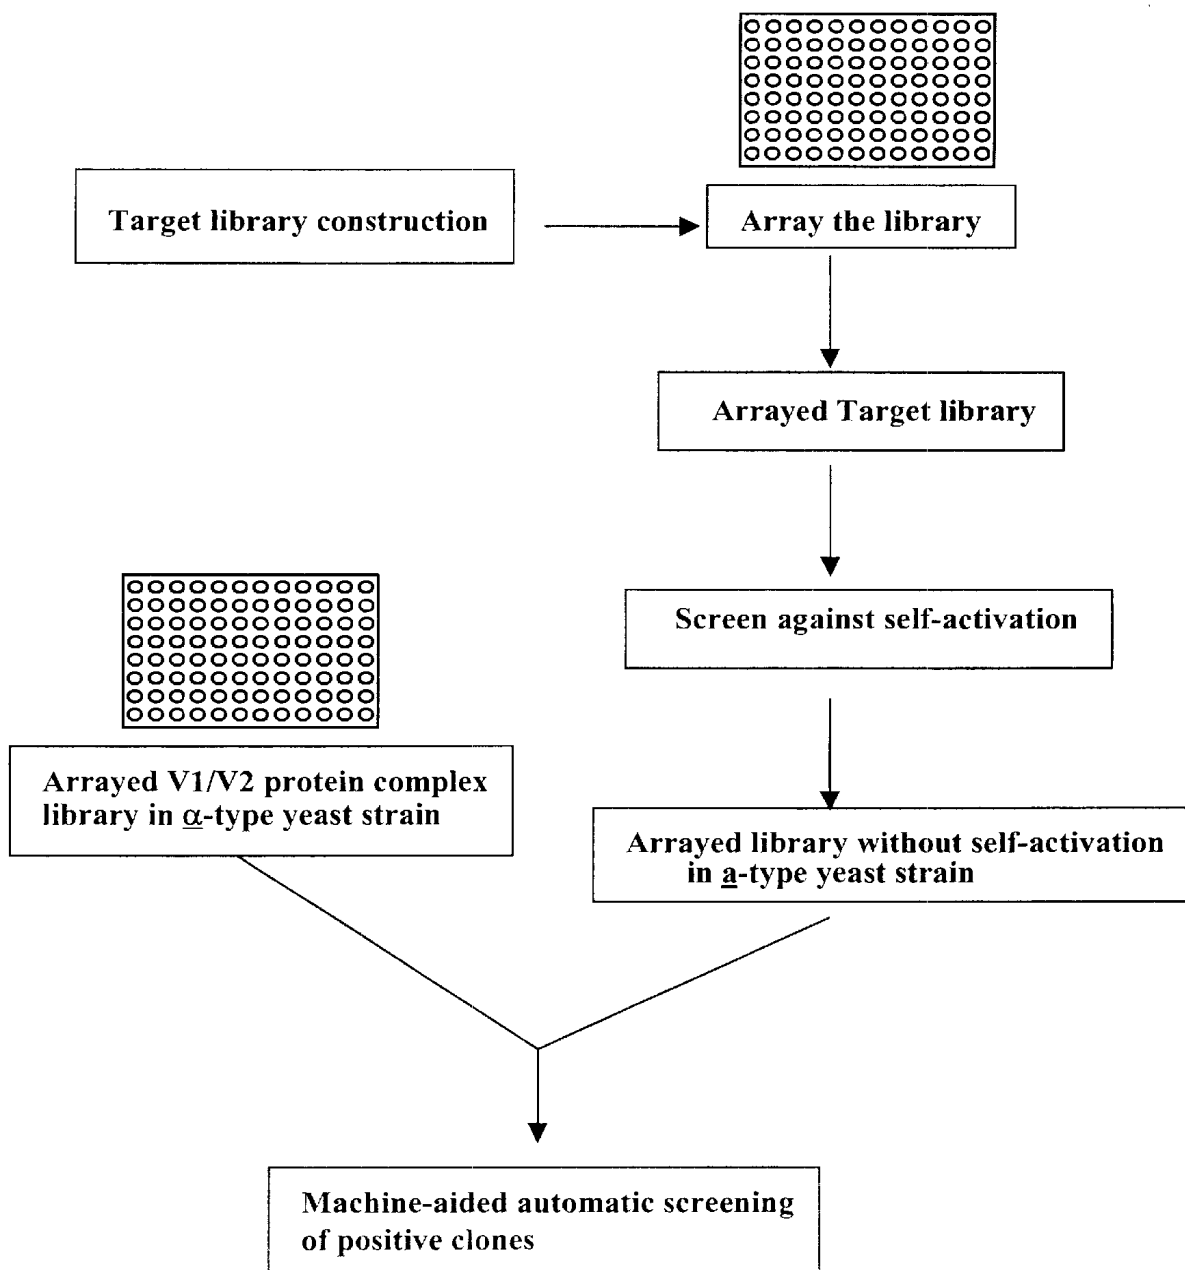 Target library construction
Array the library
Arrayed Target library
Screen against self-activation
Arrayed V1/V2 protein complex
library in α-type yeast strain
Arrayed library without self-activation
in a-type yeast strain
Machine-aided automatic screening
of positive clones